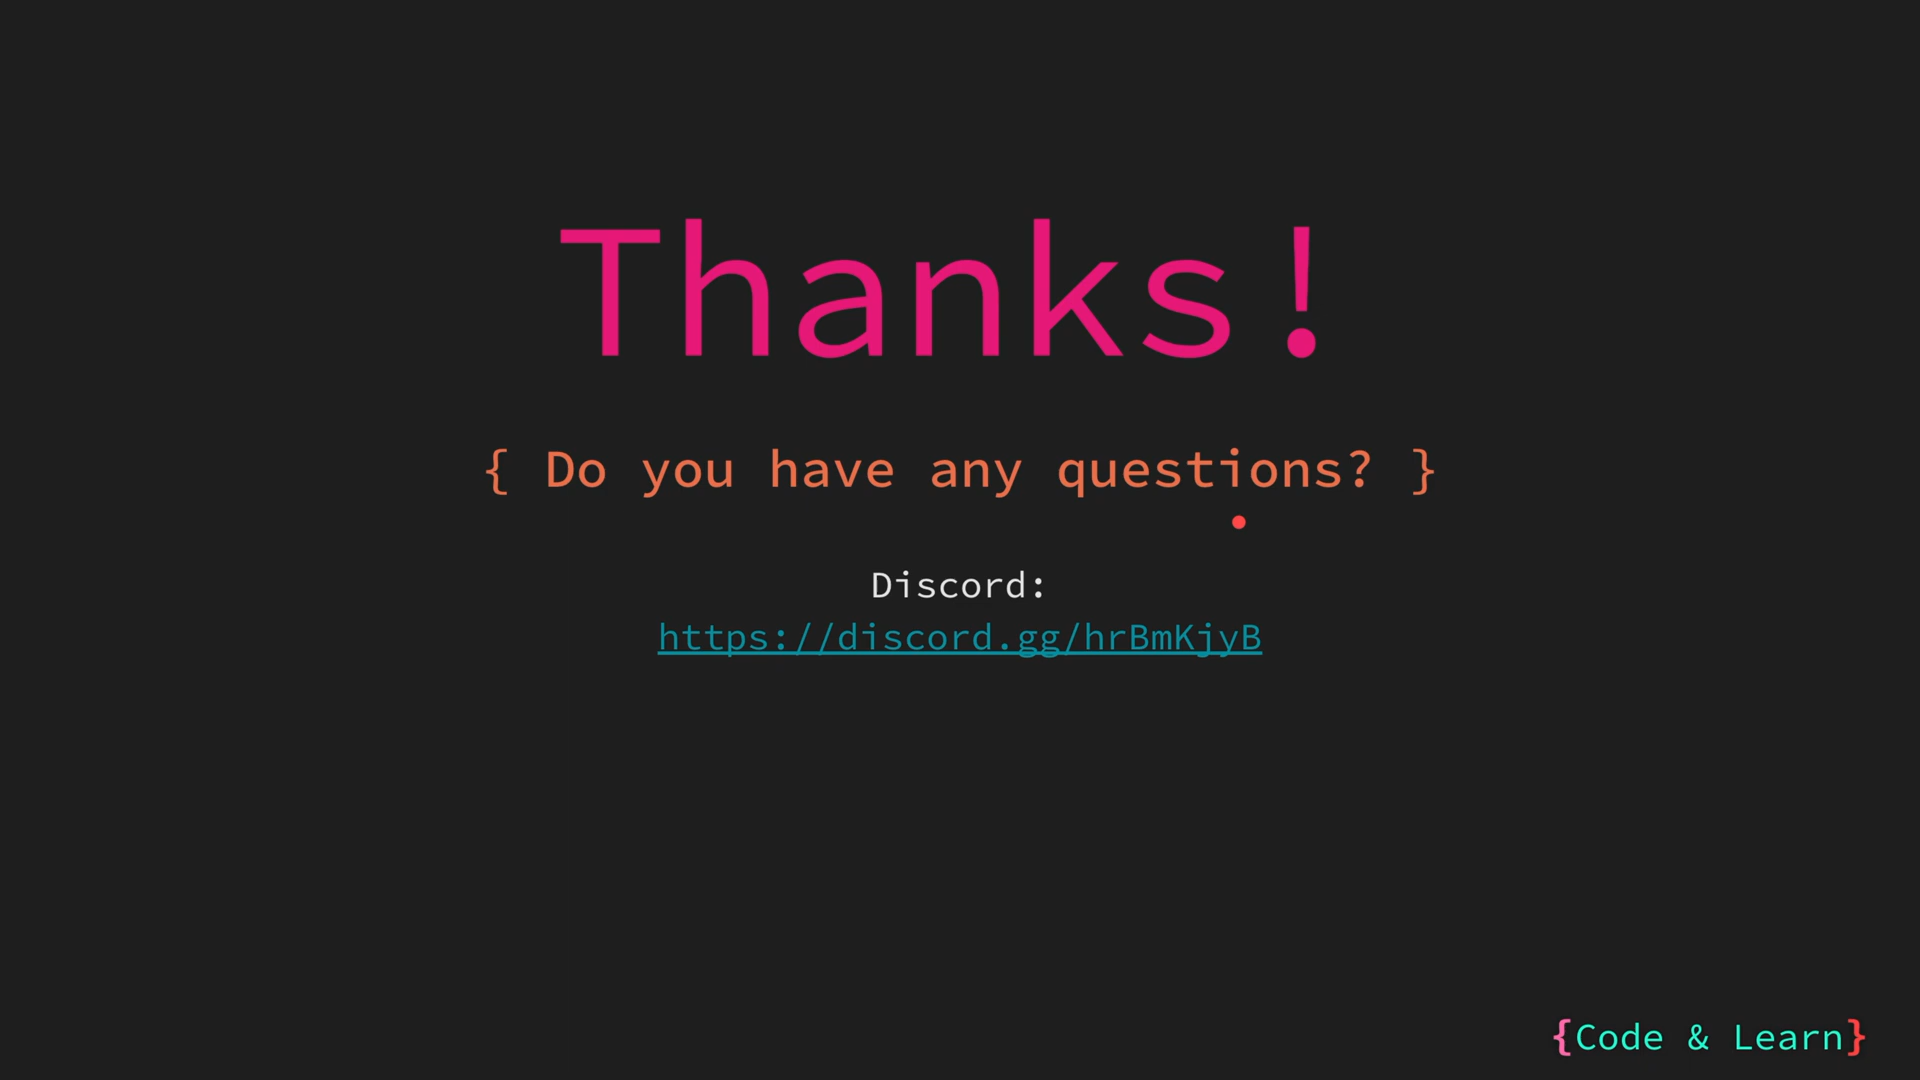 Thanks!
{ Do you have any questions? }
Discord:
https://discord.gg/hrBmKjyB
{Code & Learn}